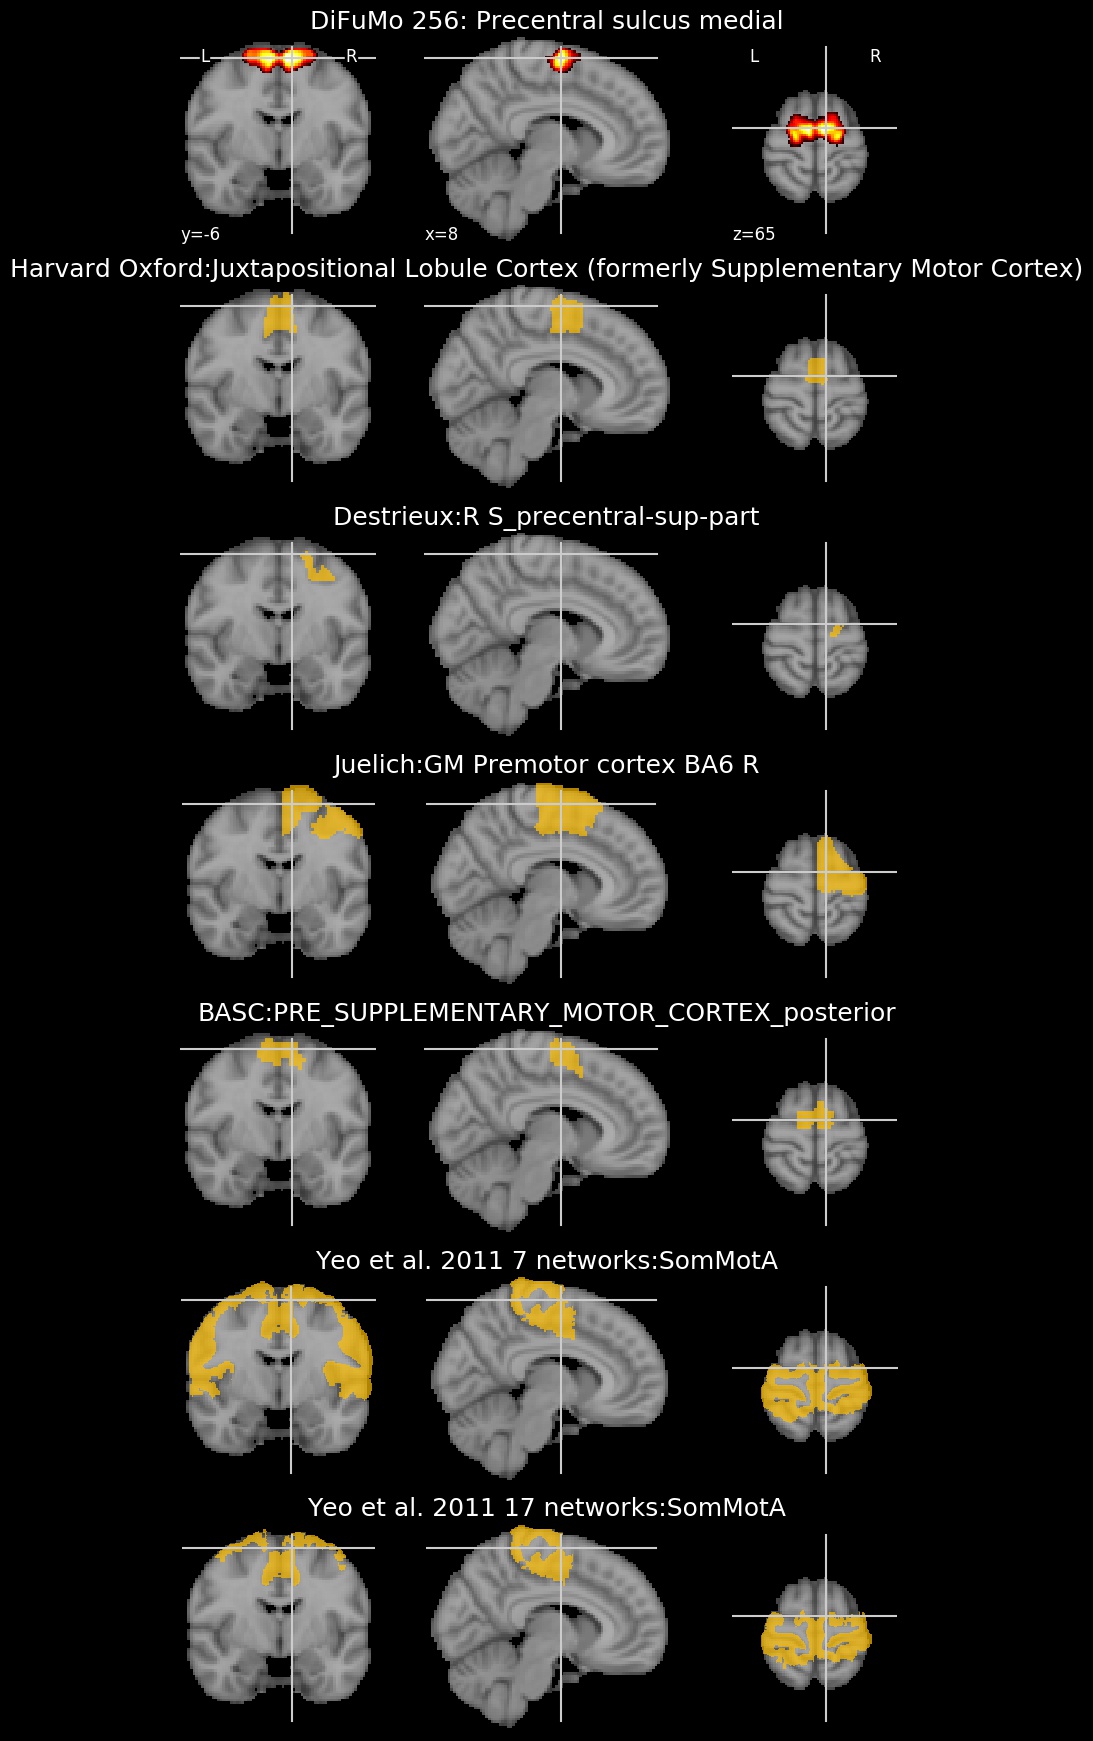 DiFuMo 256: Precentral sulcus medial
L R L R
y=-6 x=8 z=65
Harvard Oxford:Juxtapositional Lobule Cortex (formerly Supplementary Motor Cortex)
Destrieux:R S_precentral-sup-part
Juelich:GM Premotor cortex BA6 R
BASC:PRE_SUPPLEMENTARY_MOTOR_CORTEX_posterior
Yeo et al. 2011 7 networks:SomMotA
Yeo et al. 2011 17 networks:SomMotA